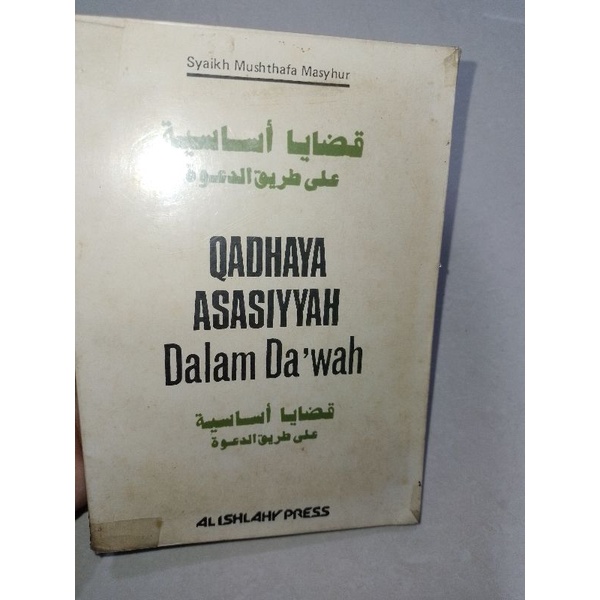 Syaikh Mushthafa Masyhur
قضايا أساسية
على طريق الدعوة
QADHAYA
ASASIYYAH
Dalam Da'wah
قضايا أساسية
على طريق الدعوة
AL ISHLAHY PRESS